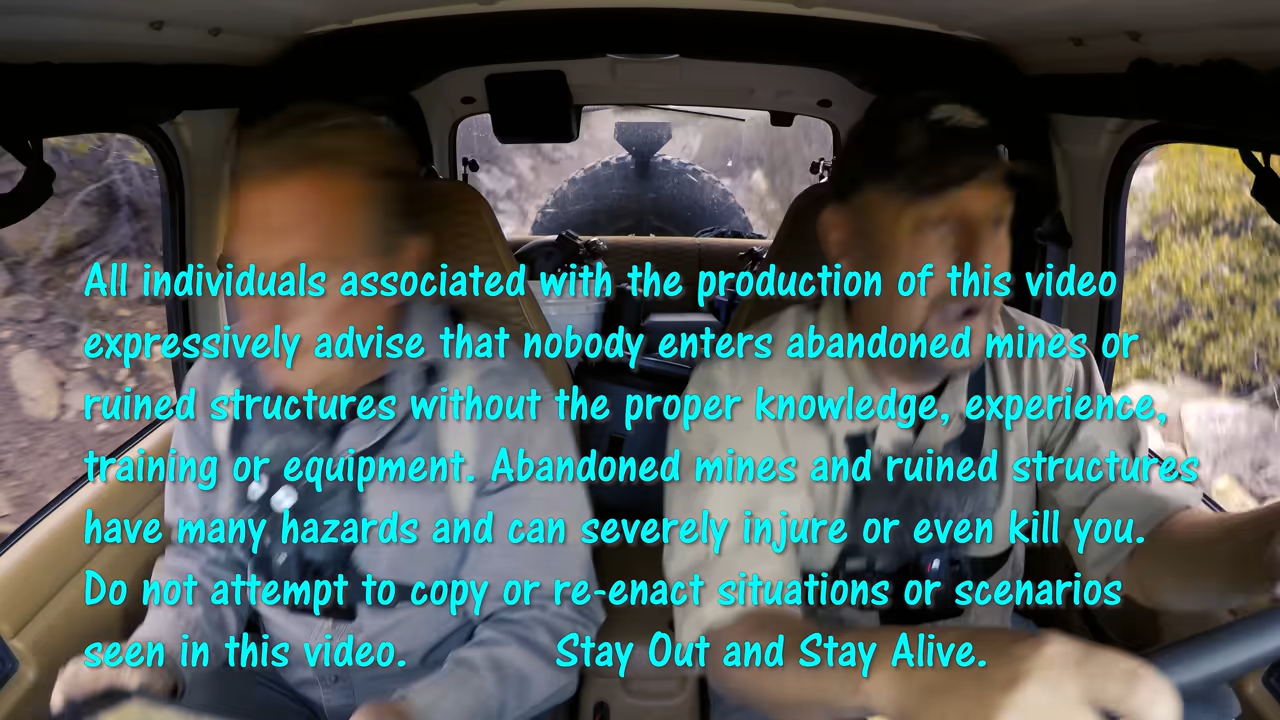 All individuals associated with the production of this video
expressively advise that nobody enters abandoned mines or
ruined structures without the proper knowledge, experience,
training or equipment. Abandoned mines and ruined structures
have many hazards and can severely injure or even kill you.
Do not attempt to copy or re-enact situations or scenarios
seen in this video. Stay Out and Stay Alive.